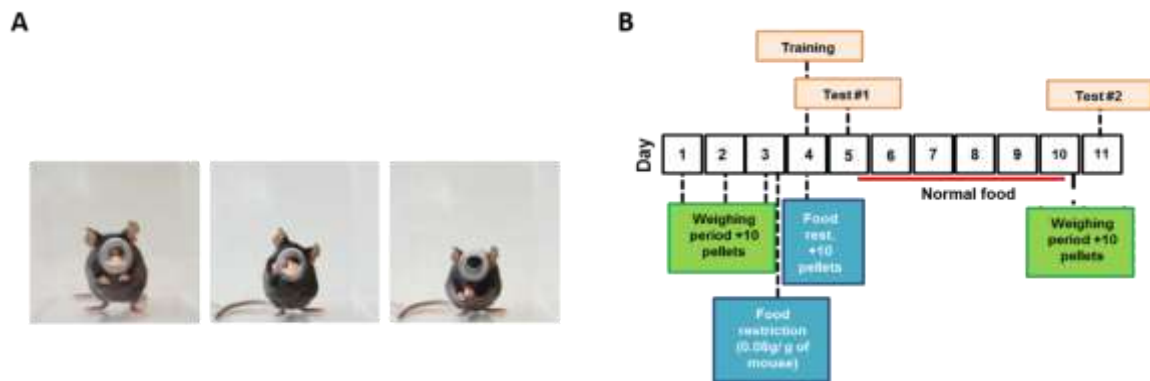 A
B
Training
Test #1
Test #2
Day
1 2 3 4 5 6 7 8 9 10 11
Normal food
Weighing
period +10
pellets
Food
rest.
+10
pellets
Weighing
period +10
pellets
Food
restriction
(0.08g/ g of
mouse)